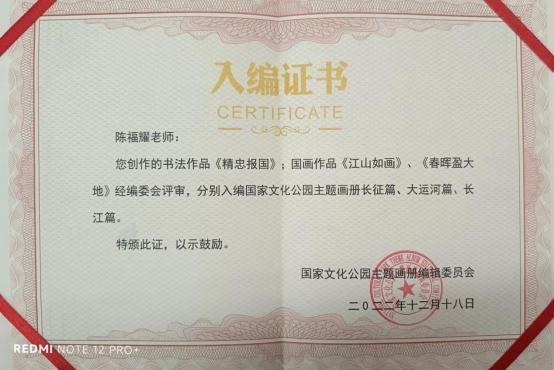 入编证书
CERTIFICATE
陈福耀老师：
您创作的书法作品《精忠报国》；国画作品《江山如画》、《春晖盈大
地》经编委会评审，分别入编国家文化公园主题画册长征篇、大运河篇、长
江篇。
特颁此证，以示鼓励。
国家文化公园主题画册编辑委员会
二0二二年十二月十八日
REDMI NOTE 12 PRO+